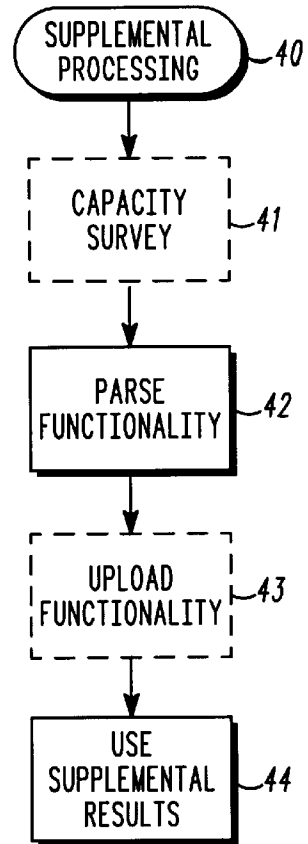 SUPPLEMENTAL
PROCESSING
40
CAPACITY
SURVEY
41
PARSE
FUNCTIONALITY
42
UPLOAD
FUNCTIONALITY
43
USE
SUPPLEMENTAL
RESULTS
44